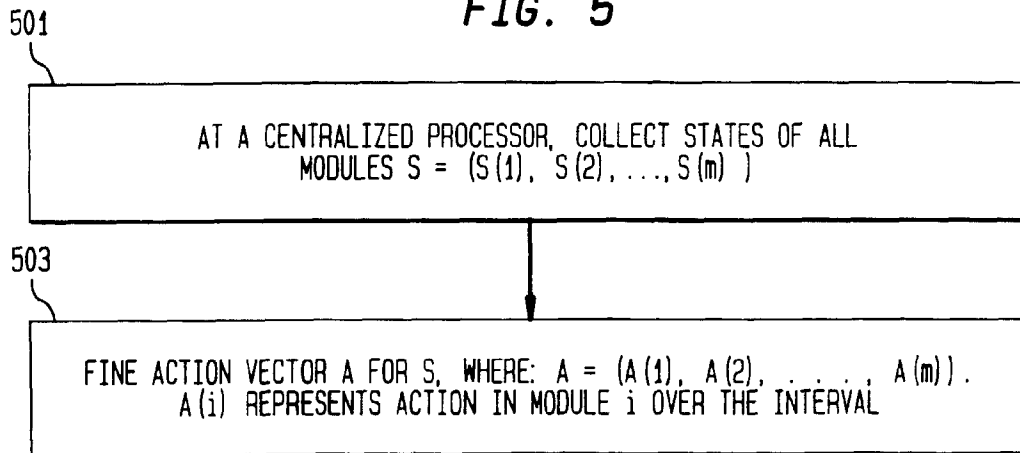 FIG. 5
501
AT A CENTRALIZED PROCESSOR, COLLECT STATES OF ALL
MODULES S = (S(1), S(2), ..., S(m) )
503
FINE ACTION VECTOR A FOR S, WHERE: A = (A(1), A(2), . . . ., A(m)).
A(i) REPRESENTS ACTION IN MODULE i OVER THE INTERVAL